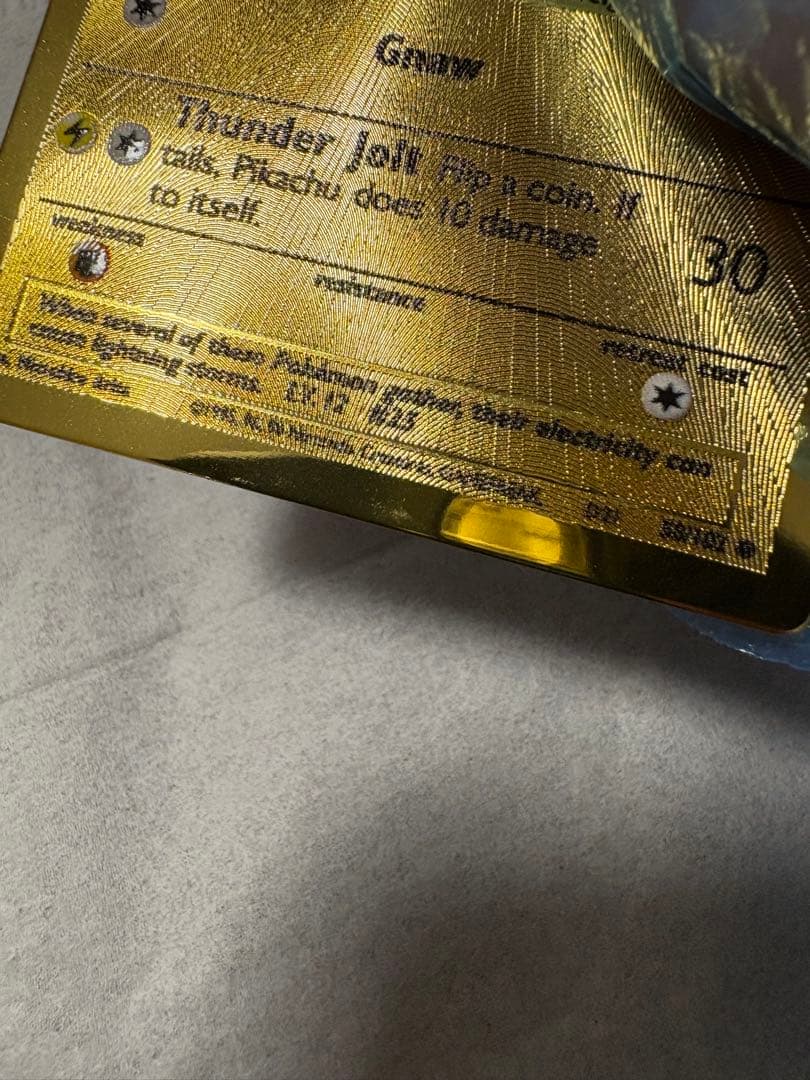 Gnaw
Thunder Jolt Flip a coin. If
tails, Pikachu does 10 damage
to itself.
30
weakness
resistance
retreat cost
When several of these Pokémon gather, their electricity can
lightning storms. LV. 12 #25
58/102